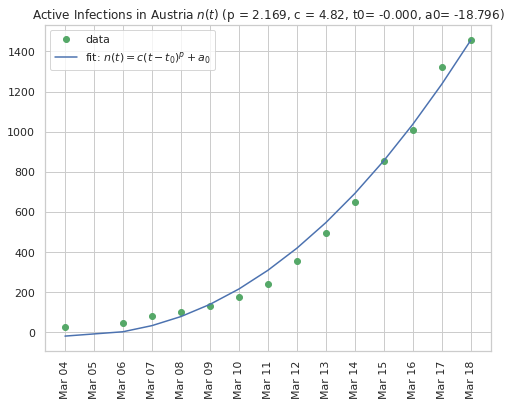 Active Infections in Austria n(t) (p = 2.169, c = 4.82, t0= -0.000, a0= -18.796)
data
fit: n(t) = c(t − t₀)ᵖ + a₀
1400
1200
1000
800
600
400
200
0
Mar 04
Mar 05
Mar 06
Mar 07
Mar 08
Mar 09
Mar 10
Mar 11
Mar 12
Mar 13
Mar 14
Mar 15
Mar 16
Mar 17
Mar 18